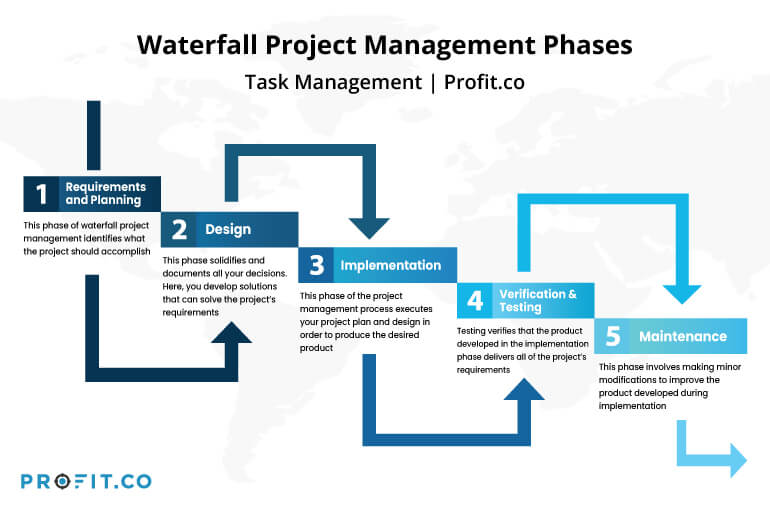 Waterfall Project Management Phases
Task Management | Profit.co
1
Requirements
and Planning
This phase of waterfall project
management identifies what
the project should accomplish
2
Design
This phase solidifies and
documents all your decisions.
Here, you develop solutions
that can solve the project's
requirements
3
Implementation
This phase of the project
management process executes
your project plan and design in
order to produce the desired
product
4
Verification &
Testing
Testing verifies that the product
developed in the implementation
phase delivers all of the project's
requirements
5
Maintenance
This phase involves making minor
modifications to improve the
product developed during
implementation
PROFIT.CO